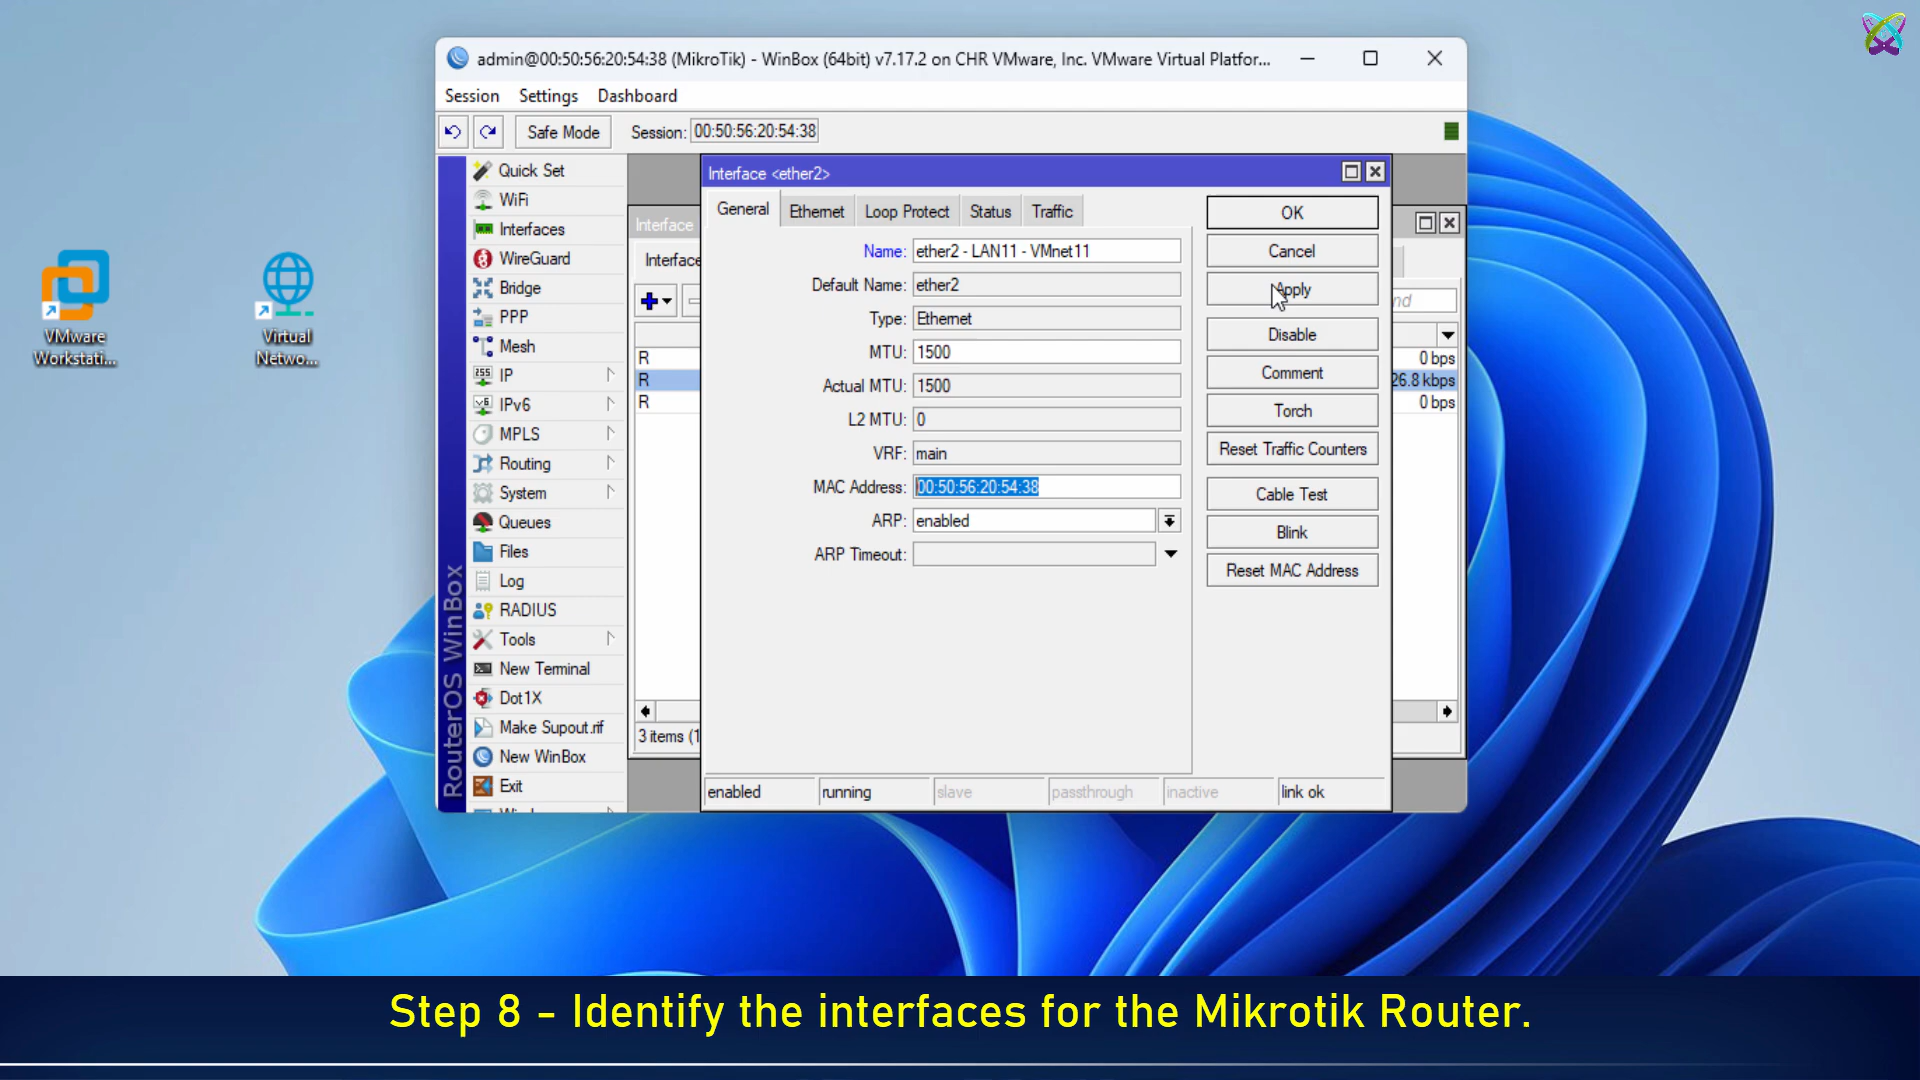 admin@00:50:56:20:54:38 (MikroTik) - WinBox (64bit) v7.17.2 on CHR VMware, Inc. VMware Virtual Platfor...
Session Settings Dashboard
Safe Mode Session: 00:50:56:20:54:38
RouterOS WinBox
Quick Set
WiFi
Interfaces
WireGuard
Bridge
PPP
Mesh
IP
IPv6
MPLS
Routing
System
Queues
Files
Log
RADIUS
Tools
New Terminal
Dot1X
Make Supout.rif
New WinBox
Exit
Interface
Interface
R
R
R
3 items (1
0 bps
26.8 kbps
0 bps
Interface <ether2>
General Ethernet Loop Protect Status Traffic
Name: ether2 - LAN11 - VMnet11
Default Name: ether2
Type: Ethernet
MTU: 1500
Actual MTU: 1500
L2 MTU: 0
VRF: main
MAC Address: 00:50:56:20:54:38
ARP: enabled
ARP Timeout:
OK
Cancel
Apply
Disable
Comment
Torch
Reset Traffic Counters
Cable Test
Blink
Reset MAC Address
enabled running slave passthrough inactive link ok
VMware
Workstati...
Virtual
Netwo...
Step 8 - Identify the interfaces for the Mikrotik Router.